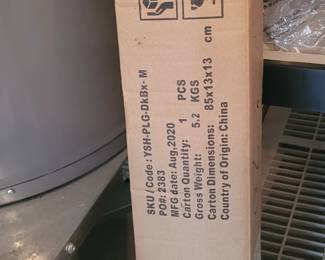 SKU / Code : YSH-PLG-DkBx- M
PO#: 2383
MFG date: Aug,2020
Carton Quantity: 1 PCS
Gross Weight: 5.2 KGS
Carton Dimensions: 85x13x13 cm
Country of Origin: China